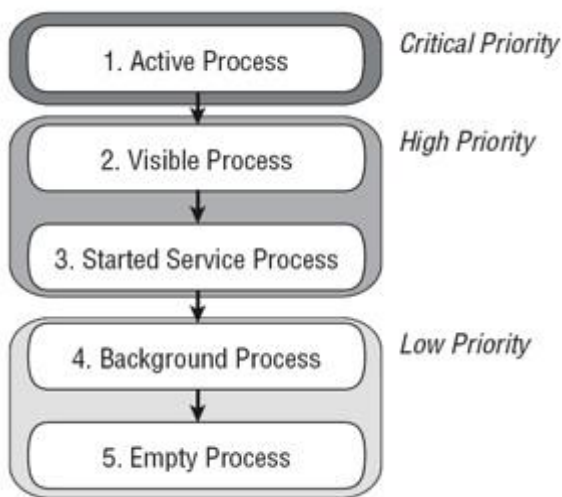 1. Active Process
Critical Priority
2. Visible Process
High Priority
3. Started Service Process
4. Background Process
Low Priority
5. Empty Process